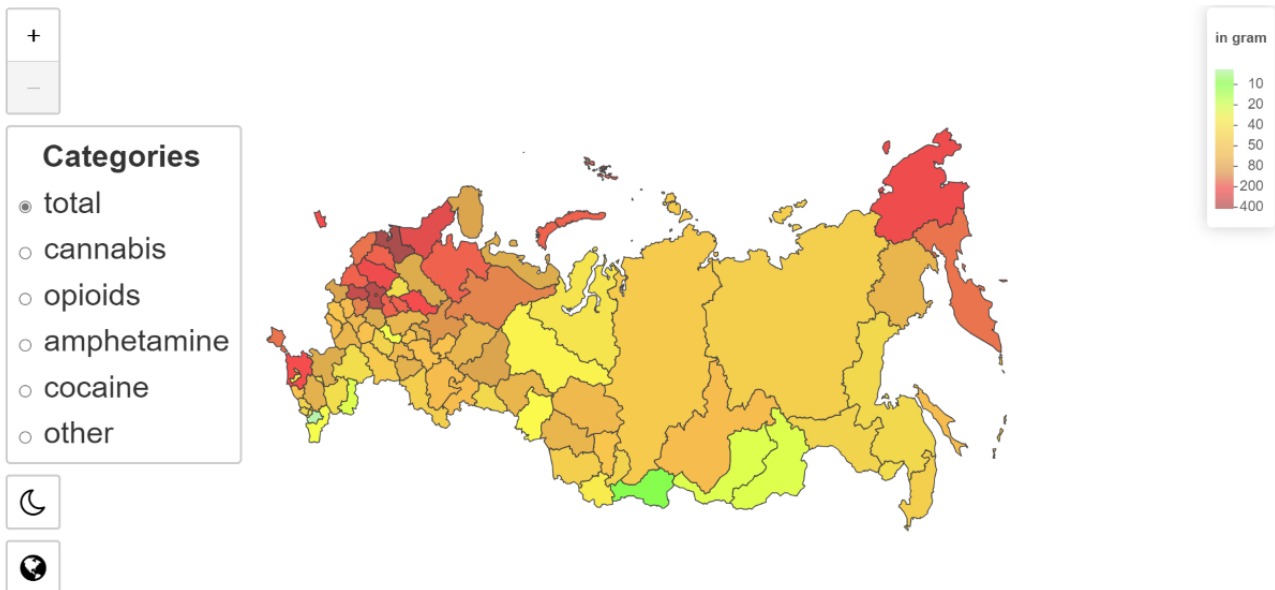 +
−
Categories
total
cannabis
opioids
amphetamine
cocaine
other
in gram
10
20
40
50
80
200
400